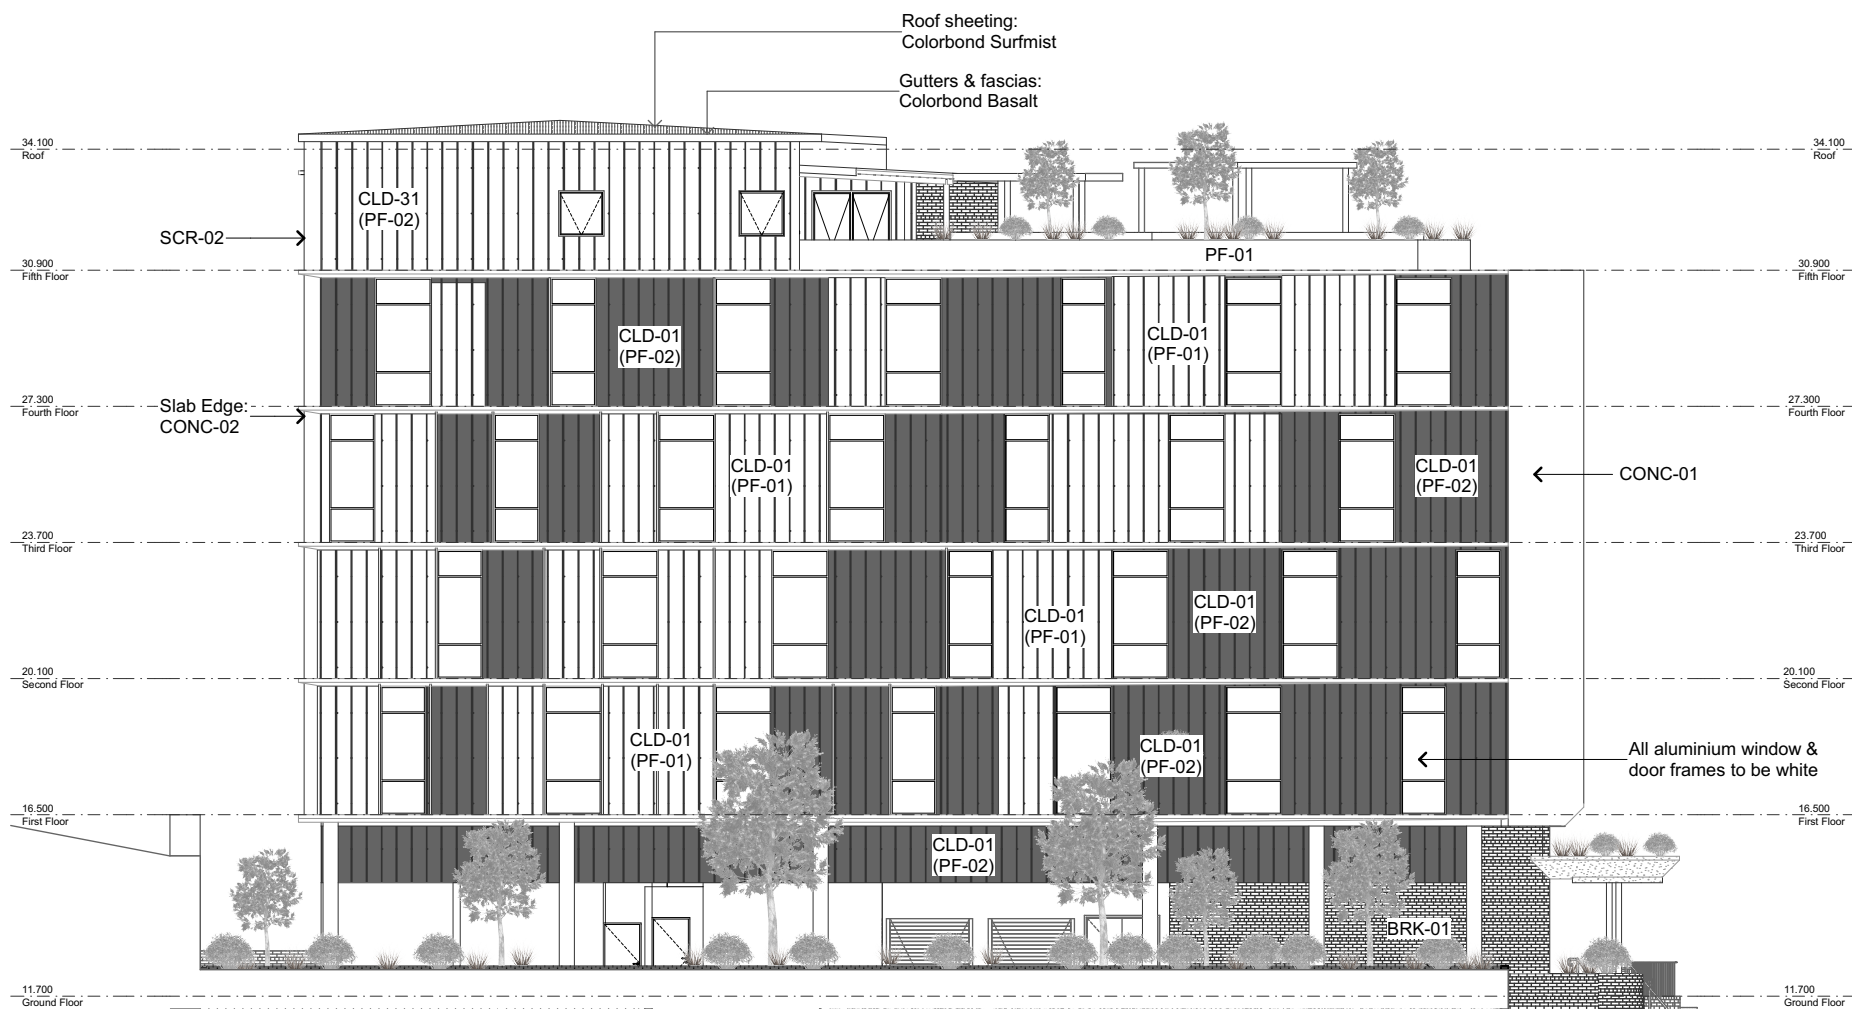 Roof sheeting:
Colorbond Surfmist
Gutters & fascias:
Colorbond Basalt
34.100
Roof
34.100
Roof
CLD-31
(PF-02)
SCR-02
PF-01
30.900
Fifth Floor
30.900
Fifth Floor
CLD-01
(PF-02)
CLD-01
(PF-01)
27.300
Fourth Floor
Slab Edge:
CONC-02
27.300
Fourth Floor
CLD-01
(PF-01)
CLD-01
(PF-02)
CONC-01
23.700
Third Floor
23.700
Third Floor
CLD-01
(PF-01)
CLD-01
(PF-02)
20.100
Second Floor
20.100
Second Floor
CLD-01
(PF-01)
CLD-01
(PF-02)
All aluminium window &
door frames to be white
16.500
First Floor
16.500
First Floor
CLD-01
(PF-02)
BRK-01
11.700
Ground Floor
11.700
Ground Floor